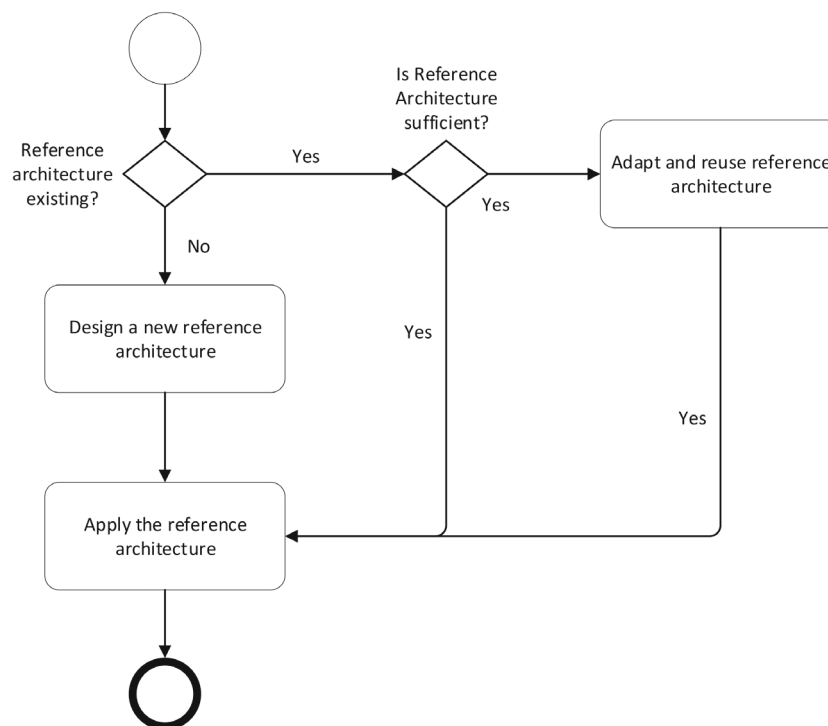 Is Reference
Architecture
sufficient?
Reference
architecture
existing?
Yes
Yes
Adapt and reuse reference
architecture
No
Design a new reference
architecture
Yes
Yes
Apply the reference
architecture